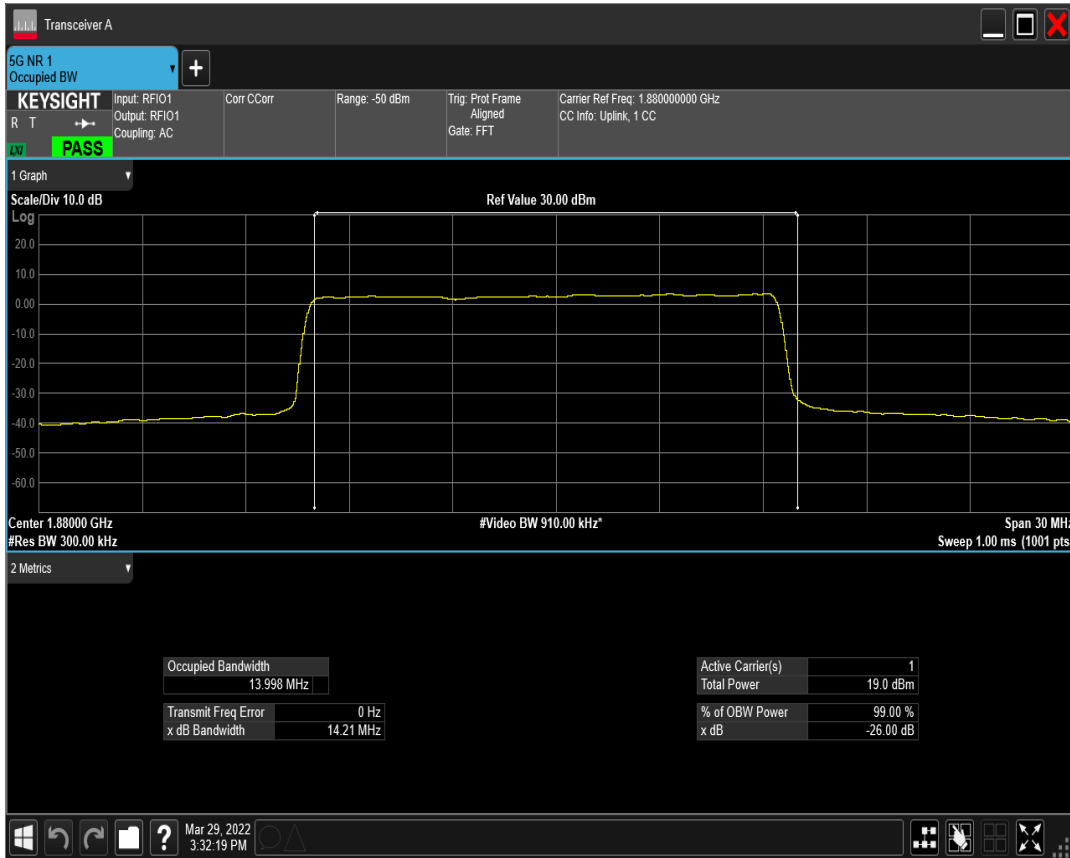 Transceiver A
5G NR 1
Occupied BW
KEYSIGHT
R T
LXI
PASS
Input: RFIO1
Output: RFIO1
Coupling: AC
Corr CCorr
Range: -50 dBm
Trig: Prot Frame
Aligned
Gate: FFT
Carrier Ref Freq: 1.880000000 GHz
CC Info: Uplink, 1 CC
1 Graph
Scale/Div 10.0 dB
Ref Value 30.00 dBm
Log
20.0
10.0
0.00
-10.0
-20.0
-30.0
-40.0
-50.0
-60.0
Center 1.88000 GHz
#Video BW 910.00 kHz*
Span 30 MHz
#Res BW 300.00 kHz
Sweep 1.00 ms (1001 pts
2 Metrics
Occupied Bandwidth
13.998 MHz
Transmit Freq Error 0 Hz
x dB Bandwidth 14.21 MHz
Active Carrier(s) 1
Total Power 19.0 dBm
% of OBW Power 99.00 %
x dB -26.00 dB
?
Mar 29, 2022
3:32:19 PM